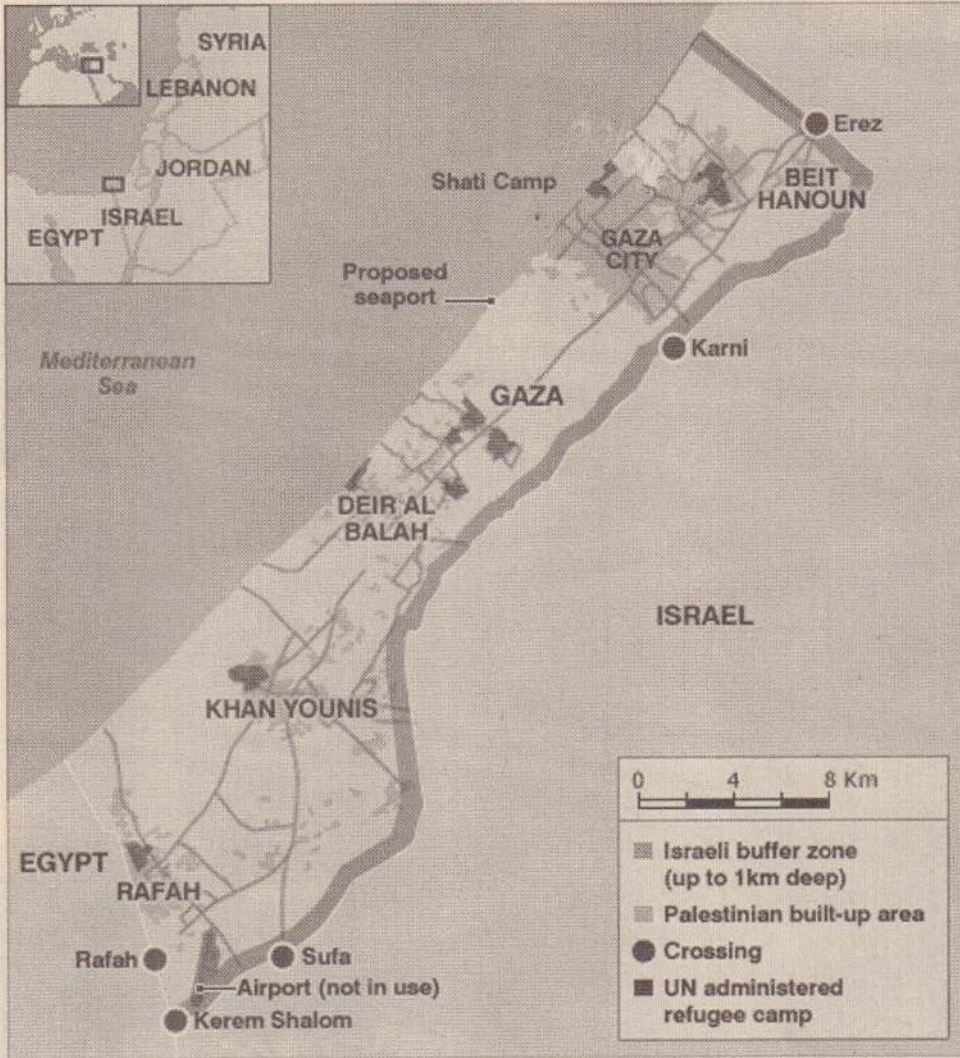 SYRIA
LEBANON
JORDAN
ISRAEL
EGYPT
Erez
BEIT
HANOUN
Shati Camp
GAZA
CITY
Proposed
seaport
Karni
Mediterranean
Sea
GAZA
DEIR AL
BALAH
ISRAEL
KHAN YOUNIS
EGYPT
RAFAH
Rafah
Sufa
Airport (not in use)
Kerem Shalom
0 4 8 Km
Israeli buffer zone
(up to 1km deep)
Palestinian built-up area
Crossing
UN administered
refugee camp